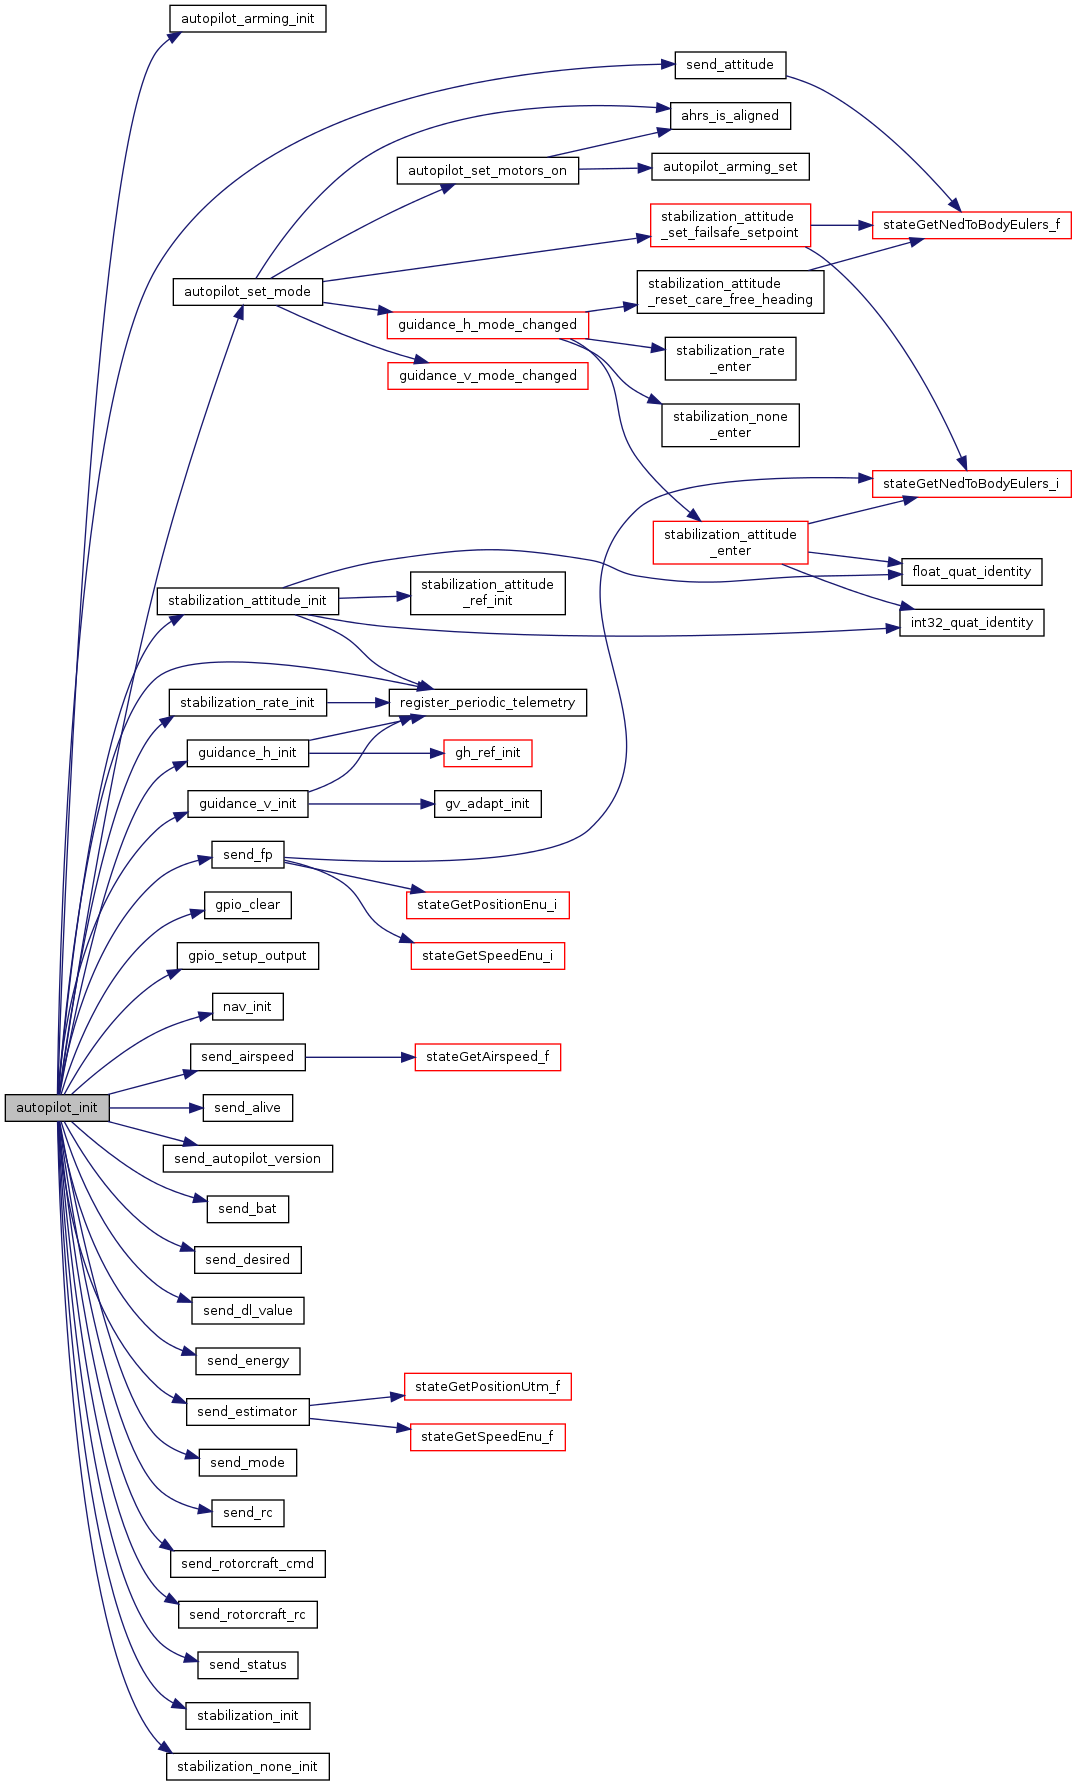 autopilot_arming_init
send_attitude
ahrs_is_aligned
autopilot_set_motors_on
autopilot_arming_set
stabilization_attitude
_set_failsafe_setpoint
stateGetNedToBodyEulers_f
autopilot_set_mode
stabilization_attitude
_reset_care_free_heading
guidance_h_mode_changed
stabilization_rate
_enter
guidance_v_mode_changed
stabilization_none
_enter
stateGetNedToBodyEulers_i
stabilization_attitude
_enter
float_quat_identity
stabilization_attitude_init
stabilization_attitude
_ref_init
int32_quat_identity
stabilization_rate_init
register_periodic_telemetry
guidance_h_init
gh_ref_init
guidance_v_init
gv_adapt_init
send_fp
stateGetPositionEnu_i
gpio_clear
gpio_setup_output
stateGetSpeedEnu_i
nav_init
send_airspeed
stateGetAirspeed_f
autopilot_init
send_alive
send_autopilot_version
send_bat
send_desired
send_dl_value
send_energy
stateGetPositionUtm_f
send_estimator
stateGetSpeedEnu_f
send_mode
send_rc
send_rotorcraft_cmd
send_rotorcraft_rc
send_status
stabilization_init
stabilization_none_init